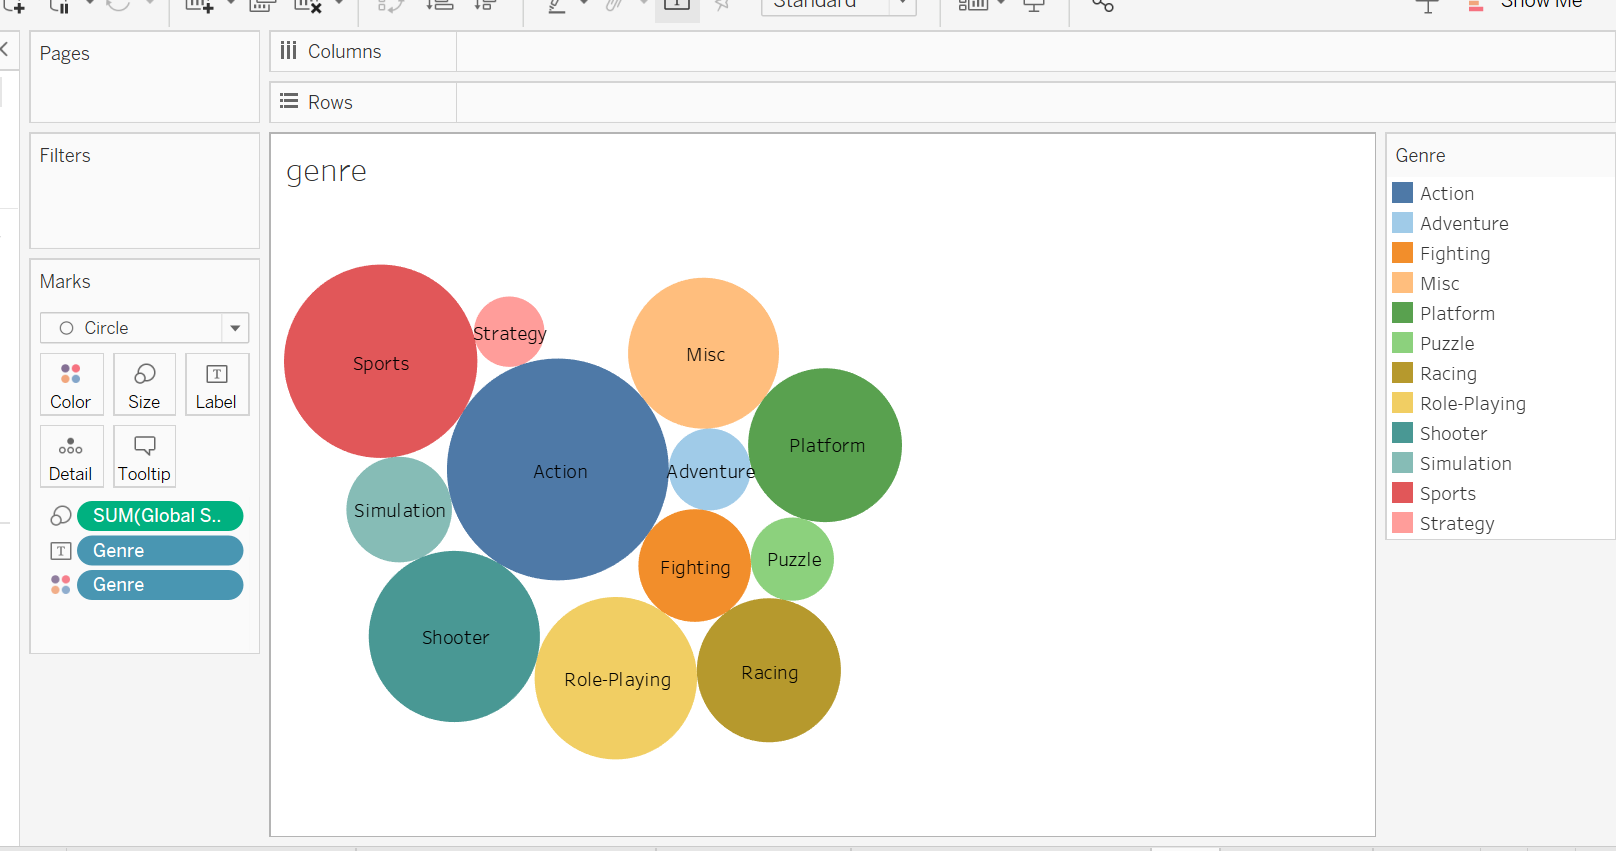 Standard
Show Me
Pages
Columns
Rows
Filters
genre
Genre
Action
Adventure
Fighting
Misc
Platform
Puzzle
Racing
Role-Playing
Shooter
Simulation
Sports
Strategy
Marks
Circle
Color
Size
T
Label
Detail
Tooltip
SUM(Global S..
T
Genre
Genre
Strategy
Misc
Sports
Platform
Action
Adventure
Simulation
Puzzle
Fighting
Shooter
Racing
Role-Playing